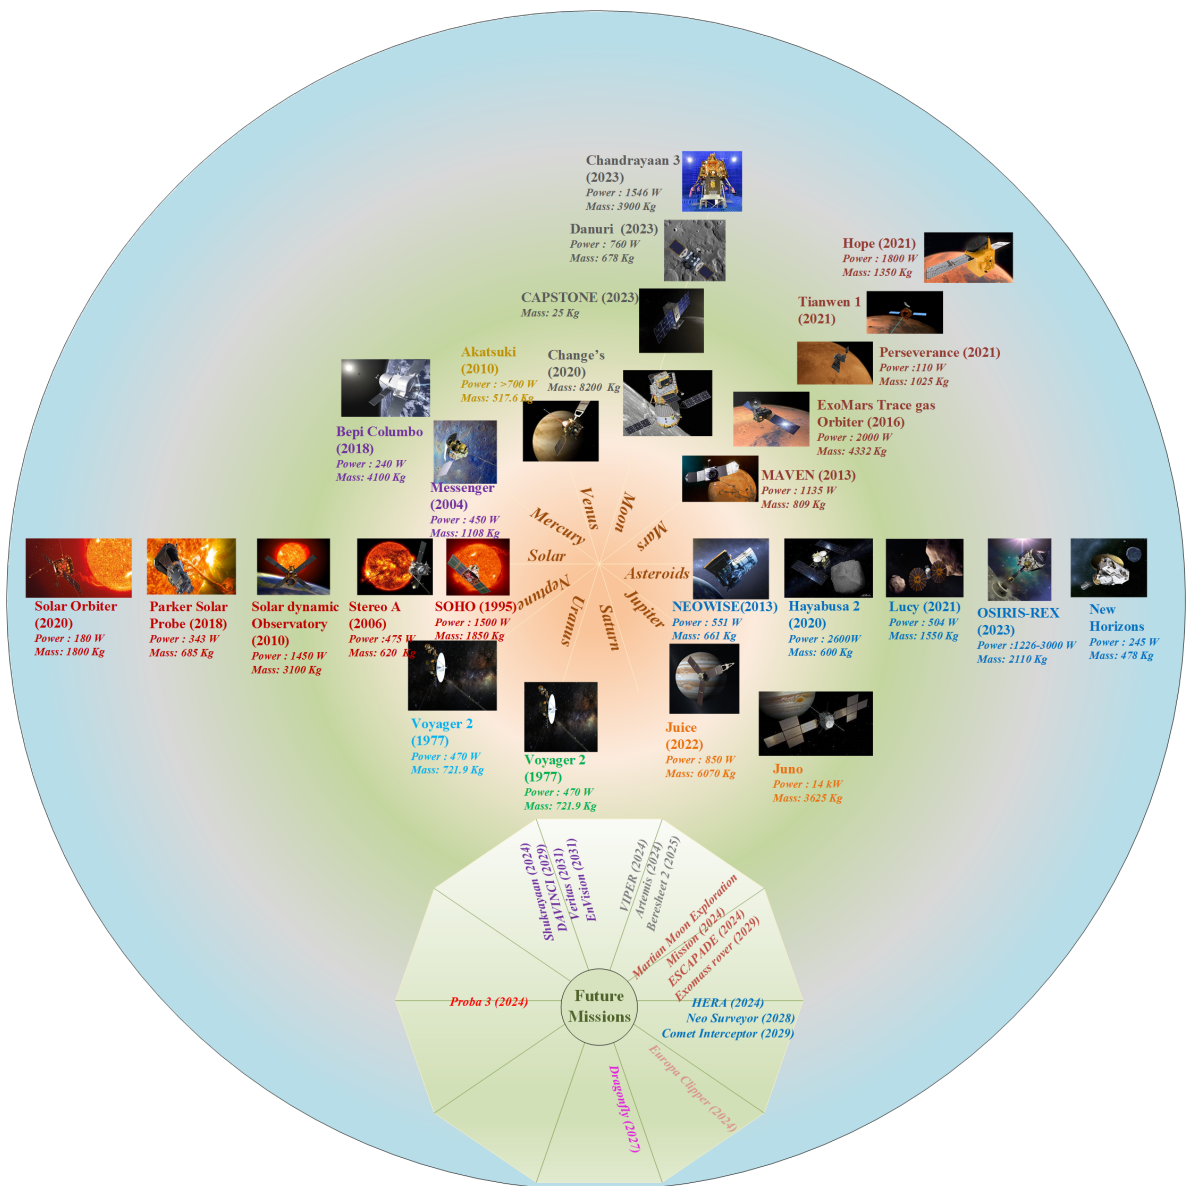 Chandrayaan 3
(2023)
Power : 1546 W
Mass: 3900 Kg
Danuri (2023)
Power : 760 W
Mass: 678 Kg
CAPSTONE (2023)
Mass: 25 Kg
Change's
(2020)
Mass: 8200 Kg
Hope (2021)
Power : 1800 W
Mass: 1350 Kg
Tianwen 1
(2021)
Perseverance (2021)
Power :110 W
Mass: 1025 Kg
ExoMars Trace gas
Orbiter (2016)
Power : 2000 W
Mass: 4332 Kg
MAVEN (2013)
Power : 1135 W
Mass: 809 Kg
Akatsuki
(2010)
Power : >700 W
Mass: 517.6 Kg
Bepi Columbo
(2018)
Power : 240 W
Mass: 4100 Kg
Messenger
(2004)
Power : 450 W
Mass: 1108 Kg
Venus
Moon
Mercury
Mars
Solar
Asteroids
Neptune
Uranus
Saturn
Jupiter
Solar Orbiter
(2020)
Power : 180 W
Mass: 1800 Kg
Parker Solar
Probe (2018)
Power : 343 W
Mass: 685 Kg
Solar dynamic
Observatory
(2010)
Power : 1450 W
Mass: 3100 Kg
Stereo A
(2006)
Power :475 W
Mass: 620 Kg
SOHO (1995)
Power : 1500 W
Mass: 1850 Kg
NEOWISE(2013)
Power : 551 W
Mass: 661 Kg
Hayabusa 2
(2020)
Power : 2600W
Mass: 600 Kg
Lucy (2021)
Power : 504 W
Mass: 1550 Kg
OSIRIS-REX
(2023)
Power :1226-3000 W
Mass: 2110 Kg
New
Horizons
Power : 245 W
Mass: 478 Kg
Voyager 2
(1977)
Power : 470 W
Mass: 721.9 Kg
Voyager 2
(1977)
Power : 470 W
Mass: 721.9 Kg
Juice
(2022)
Power : 850 W
Mass: 6070 Kg
Juno
Power : 14 kW
Mass: 3625 Kg
Shukrayaan (2024)
DAVINCI (2029)
Veritas (2031)
EnVision (2031)
VIPER (2024)
Artemis (2024)
Beresheet 2 (2025)
Martian Moon Exploration
Mission (2024)
ESCAPADE (2024)
Exomass rover (2029)
Proba 3 (2024)
Future
Missions
HERA (2024)
Neo Surveyor (2028)
Comet Interceptor (2029)
Europa Clipper (2024)
Dragonfly (2027)